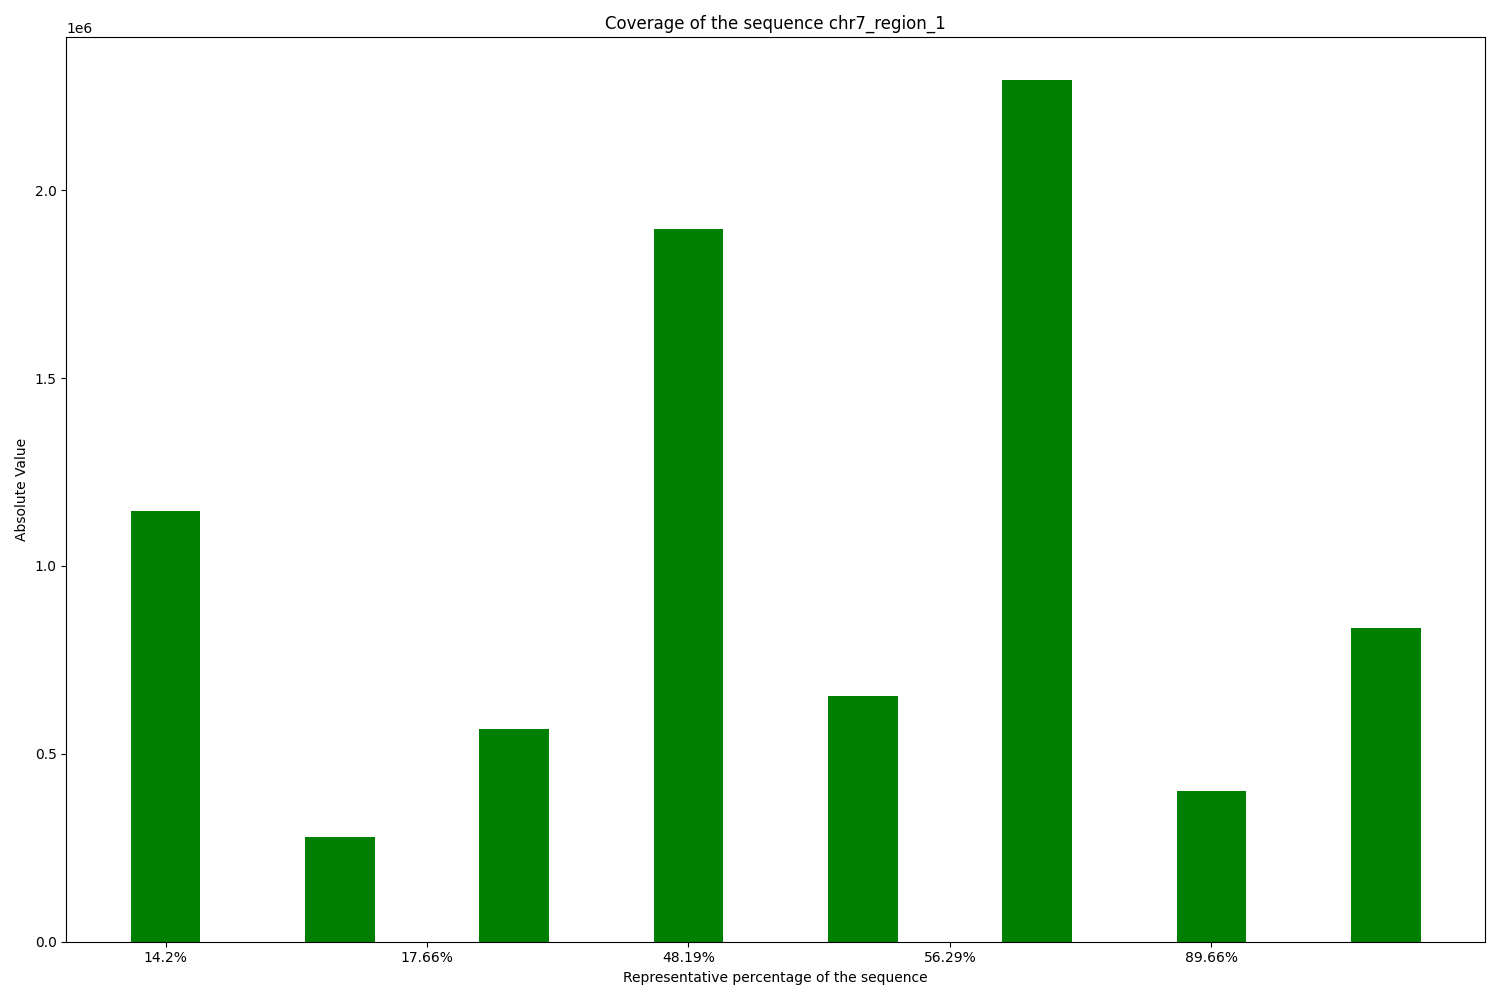 Coverage of the sequence chr7_region_1
1e6
2.0
1.5
1.0
0.5
0.0
Absolute Value
14.2% 17.66% 48.19% 56.29% 89.66%
Representative percentage of the sequence